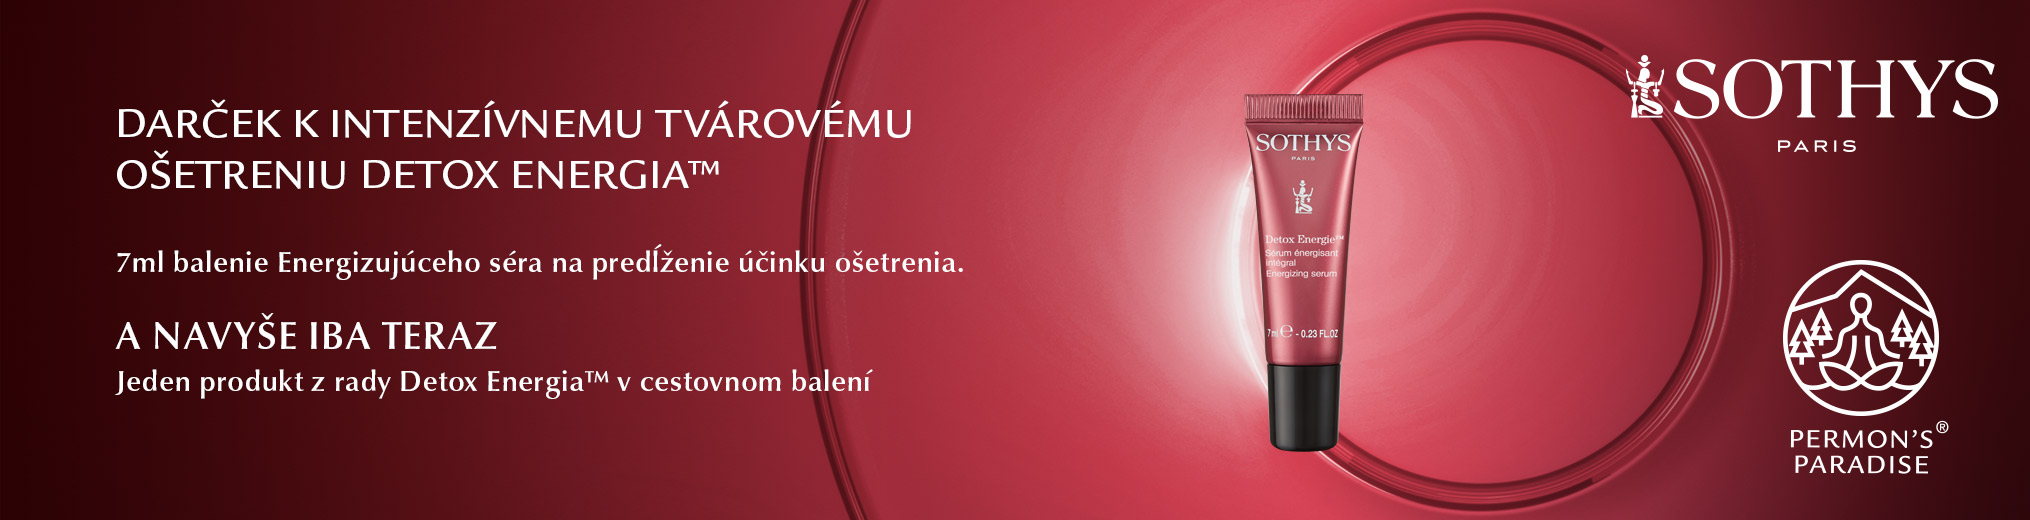 DARČEK K INTENZÍVNEMU TVÁROVÉMU
OŠETRENIU DETOX ENERGIA™
7ml balenie Energizujúceho séra na predĺženie účinku ošetrenia.
A NAVYŠE IBA TERAZ
Jeden produkt z rady Detox Energia™ v cestovnom balení
SOTHYS
PARIS
Detox Energie™
Sérum énergisant
intégral
Energizing serum
7 ml ℮ - 0.23 FL.OZ
SOTHYS
PARIS
PERMON'S®
PARADISE